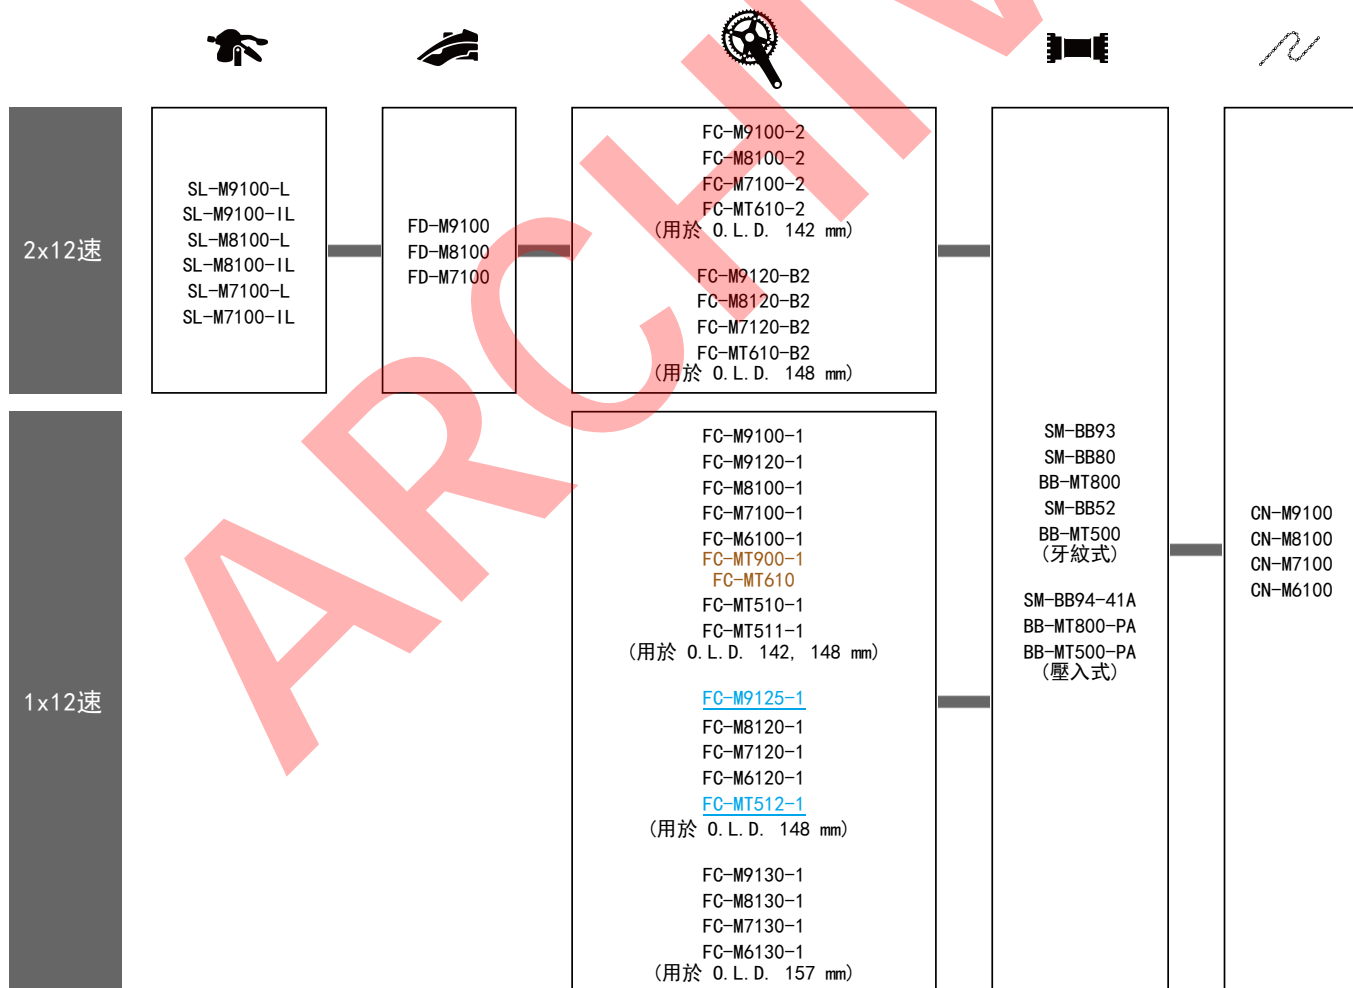 2x12速
SL-M9100-L
SL-M9100-IL
SL-M8100-L
SL-M8100-IL
SL-M7100-L
SL-M7100-IL
FD-M9100
FD-M8100
FD-M7100
FC-M9100-2
FC-M8100-2
FC-M7100-2
FC-MT610-2
(用於 O.L.D. 142 mm)
FC-M9120-B2
FC-M8120-B2
FC-M7120-B2
FC-MT610-B2
(用於 O.L.D. 148 mm)
1x12速
FC-M9100-1
FC-M9120-1
FC-M8100-1
FC-M7100-1
FC-M6100-1
FC-MT900-1
FC-MT610
FC-MT510-1
FC-MT511-1
(用於 O.L.D. 142, 148 mm)
FC-M9125-1
FC-M8120-1
FC-M7120-1
FC-M6120-1
FC-MT512-1
(用於 O.L.D. 148 mm)
FC-M9130-1
FC-M8130-1
FC-M7130-1
FC-M6130-1
(用於 O.L.D. 157 mm)
SM-BB93
SM-BB80
BB-MT800
SM-BB52
BB-MT500
(牙紋式)
SM-BB94-41A
BB-MT800-PA
BB-MT500-PA
(壓入式)
CN-M9100
CN-M8100
CN-M7100
CN-M6100
ARCHIV